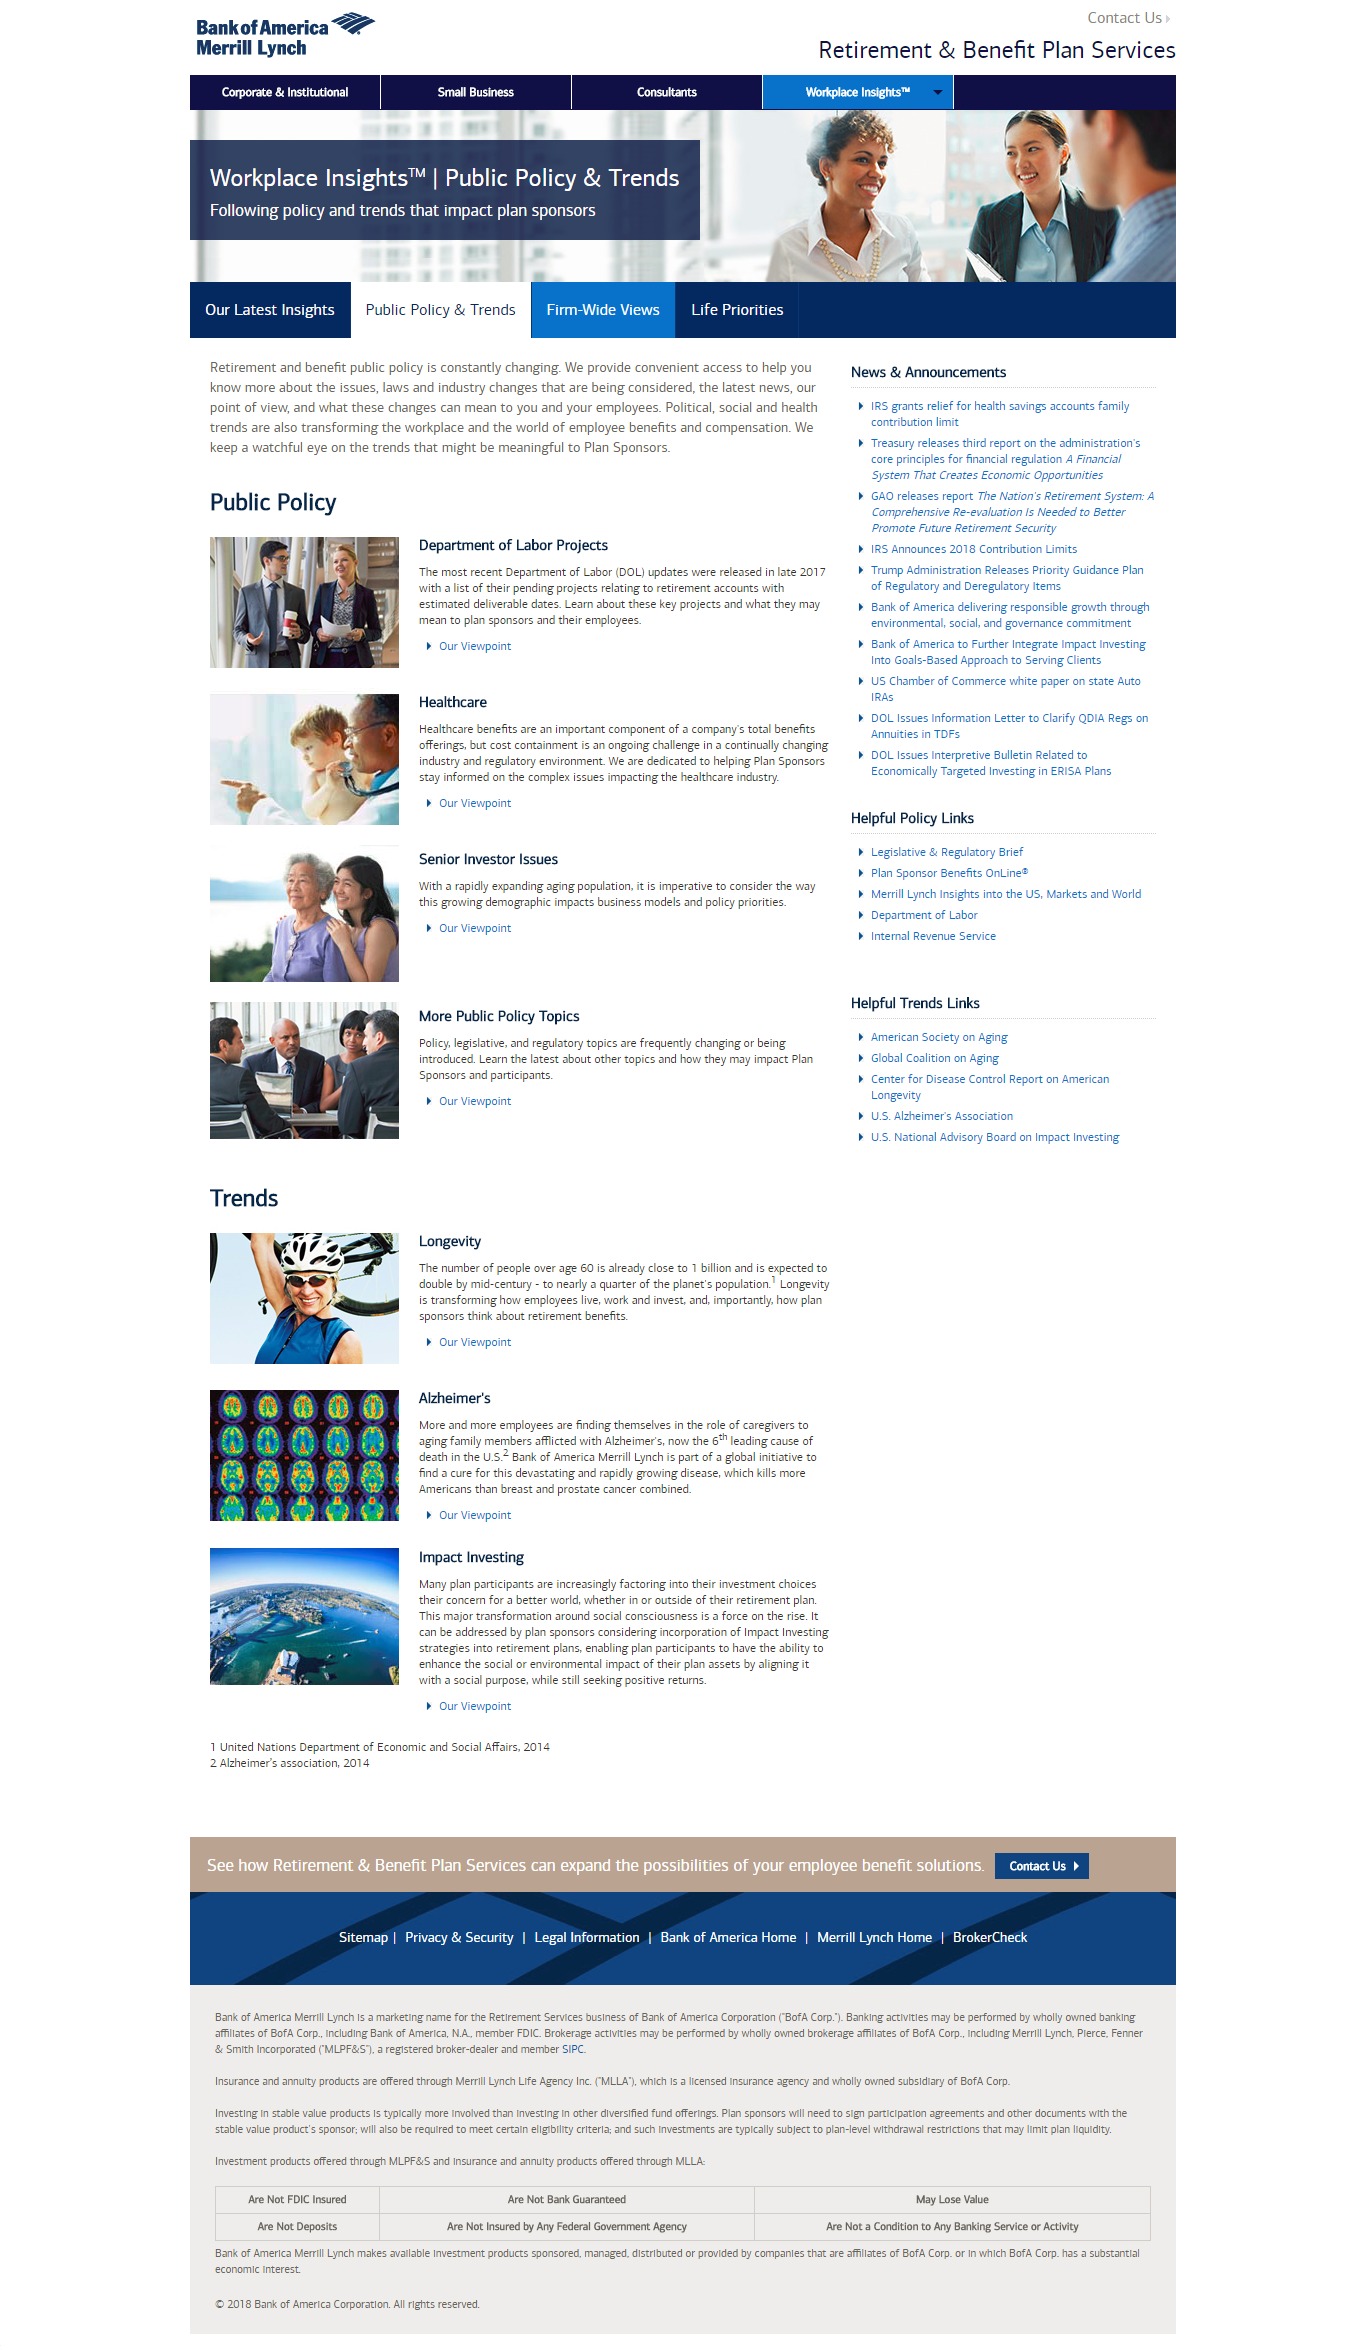 Bank of America
Merrill Lynch
Contact Us
Retirement & Benefit Plan Services
Corporate & Institutional
Small Business
Consultants
Workplace Insights™
Workplace Insights™ | Public Policy & Trends
Following policy and trends that impact plan sponsors
Our Latest Insights
Public Policy & Trends
Firm-Wide Views
Life Priorities
Retirement and benefit public policy is constantly changing. We provide convenient access to help you
know more about the issues, laws and industry changes that are being considered, the latest news, our
point of view, and what these changes can mean to you and your employees. Political, social and health
trends are also transforming the workplace and the world of employee benefits and compensation. We
keep a watchful eye on the trends that might be meaningful to Plan Sponsors.
Public Policy
Department of Labor Projects
The most recent Department of Labor (DOL) updates were released in late 2017
with a list of their pending projects relating to retirement accounts with
estimated deliverable dates. Learn about these key projects and what they may
mean to plan sponsors and their employees.
Our Viewpoint
Healthcare
Healthcare benefits are an important component of a company's total benefits
offerings, but cost containment is an ongoing challenge in a continually changing
industry and regulatory environment. We are dedicated to helping Plan Sponsors
stay informed on the complex issues impacting the healthcare industry.
Our Viewpoint
Senior Investor Issues
With a rapidly expanding aging population, it is imperative to consider the way
this growing demographic impacts business models and policy priorities.
Our Viewpoint
More Public Policy Topics
Policy, legislative, and regulatory topics are frequently changing or being
introduced. Learn the latest about other topics and how they may impact Plan
Sponsors and participants.
Our Viewpoint
Trends
Longevity
The number of people over age 60 is already close to 1 billion and is expected to
double by mid-century - to nearly a quarter of the planet's population.1 Longevity
is transforming how employees live, work and invest, and, importantly, how plan
sponsors think about retirement benefits.
Our Viewpoint
Alzheimer's
More and more employees are finding themselves in the role of caregivers to
aging family members afflicted with Alzheimer's, now the 6th leading cause of
death in the U.S.2 Bank of America Merrill Lynch is part of a global initiative to
find a cure for this devastating and rapidly growing disease, which kills more
Americans than breast and prostate cancer combined.
Our Viewpoint
Impact Investing
Many plan participants are increasingly factoring into their investment choices
their concern for a better world, whether in or outside of their retirement plan.
This major transformation around social consciousness is a force on the rise. It
can be addressed by plan sponsors considering incorporation of Impact Investing
strategies into retirement plans, enabling plan participants to have the ability to
enhance the social or environmental impact of their plan assets by aligning it
with a social purpose, while still seeking positive returns.
Our Viewpoint
1 United Nations Department of Economic and Social Affairs, 2014
2 Alzheimer's association, 2014
News & Announcements
IRS grants relief for health savings accounts family
contribution limit
Treasury releases third report on the administration's
core principles for financial regulation A Financial
System That Creates Economic Opportunities
GAO releases report The Nation's Retirement System: A
Comprehensive Re-evaluation Is Needed to Better
Promote Future Retirement Security
IRS Announces 2018 Contribution Limits
Trump Administration Releases Priority Guidance Plan
of Regulatory and Deregulatory Items
Bank of America delivering responsible growth through
environmental, social, and governance commitment
Bank of America to Further Integrate Impact Investing
Into Goals-Based Approach to Serving Clients
US Chamber of Commerce white paper on state Auto
IRAs
DOL Issues Information Letter to Clarify QDIA Regs on
Annuities in TDFs
DOL Issues Interpretive Bulletin Related to
Economically Targeted Investing in ERISA Plans
Helpful Policy Links
Legislative & Regulatory Brief
Plan Sponsor Benefits OnLine®
Merrill Lynch Insights into the US, Markets and World
Department of Labor
Internal Revenue Service
Helpful Trends Links
American Society on Aging
Global Coalition on Aging
Center for Disease Control Report on American
Longevity
U.S. Alzheimer's Association
U.S. National Advisory Board on Impact Investing
See how Retirement & Benefit Plan Services can expand the possibilities of your employee benefit solutions.
Contact Us
Sitemap | Privacy & Security | Legal Information | Bank of America Home | Merrill Lynch Home | BrokerCheck
Bank of America Merrill Lynch is a marketing name for the Retirement Services business of Bank of America Corporation ("BofA Corp."). Banking activities may be performed by wholly owned banking
affiliates of BofA Corp., including Bank of America, N.A., member FDIC. Brokerage activities may be performed by wholly owned brokerage affiliates of BofA Corp., including Merrill Lynch, Pierce, Fenner
& Smith Incorporated ("MLPF&S"), a registered broker-dealer and member SIPC.
Insurance and annuity products are offered through Merrill Lynch Life Agency Inc. ("MLLA"), which is a licensed insurance agency and wholly owned subsidiary of BofA Corp.
Investing in stable value products is typically more involved than investing in other diversified fund offerings. Plan sponsors will need to sign participation agreements and other documents with the
stable value product's sponsor; will also be required to meet certain eligibility criteria; and such investments are typically subject to plan-level withdrawal restrictions that may limit plan liquidity.
Investment products offered through MLPF&S and insurance and annuity products offered through MLLA:
Are Not FDIC Insured
Are Not Bank Guaranteed
May Lose Value
Are Not Deposits
Are Not Insured by Any Federal Government Agency
Are Not a Condition to Any Banking Service or Activity
Bank of America Merrill Lynch makes available investment products sponsored, managed, distributed or provided by companies that are affiliates of BofA Corp. or in which BofA Corp. has a substantial
economic interest.
© 2018 Bank of America Corporation. All rights reserved.